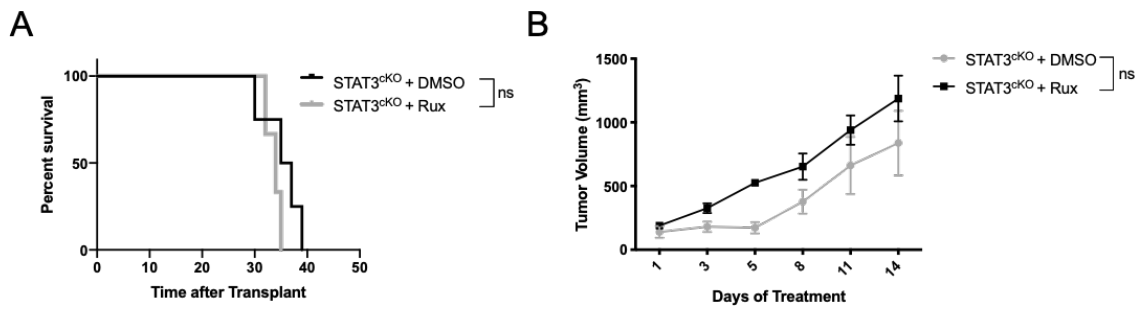 A
Percent survival
100
50
0
0 10 20 30 40 50
Time after Transplant
STAT3cKO + DMSO
STAT3cKO + Rux
ns
B
Tumor Volume (mm3)
1500
1000
500
0
1 3 5 8 11 14
Days of Treatment
STAT3cKO + DMSO
STAT3cKO + Rux
ns